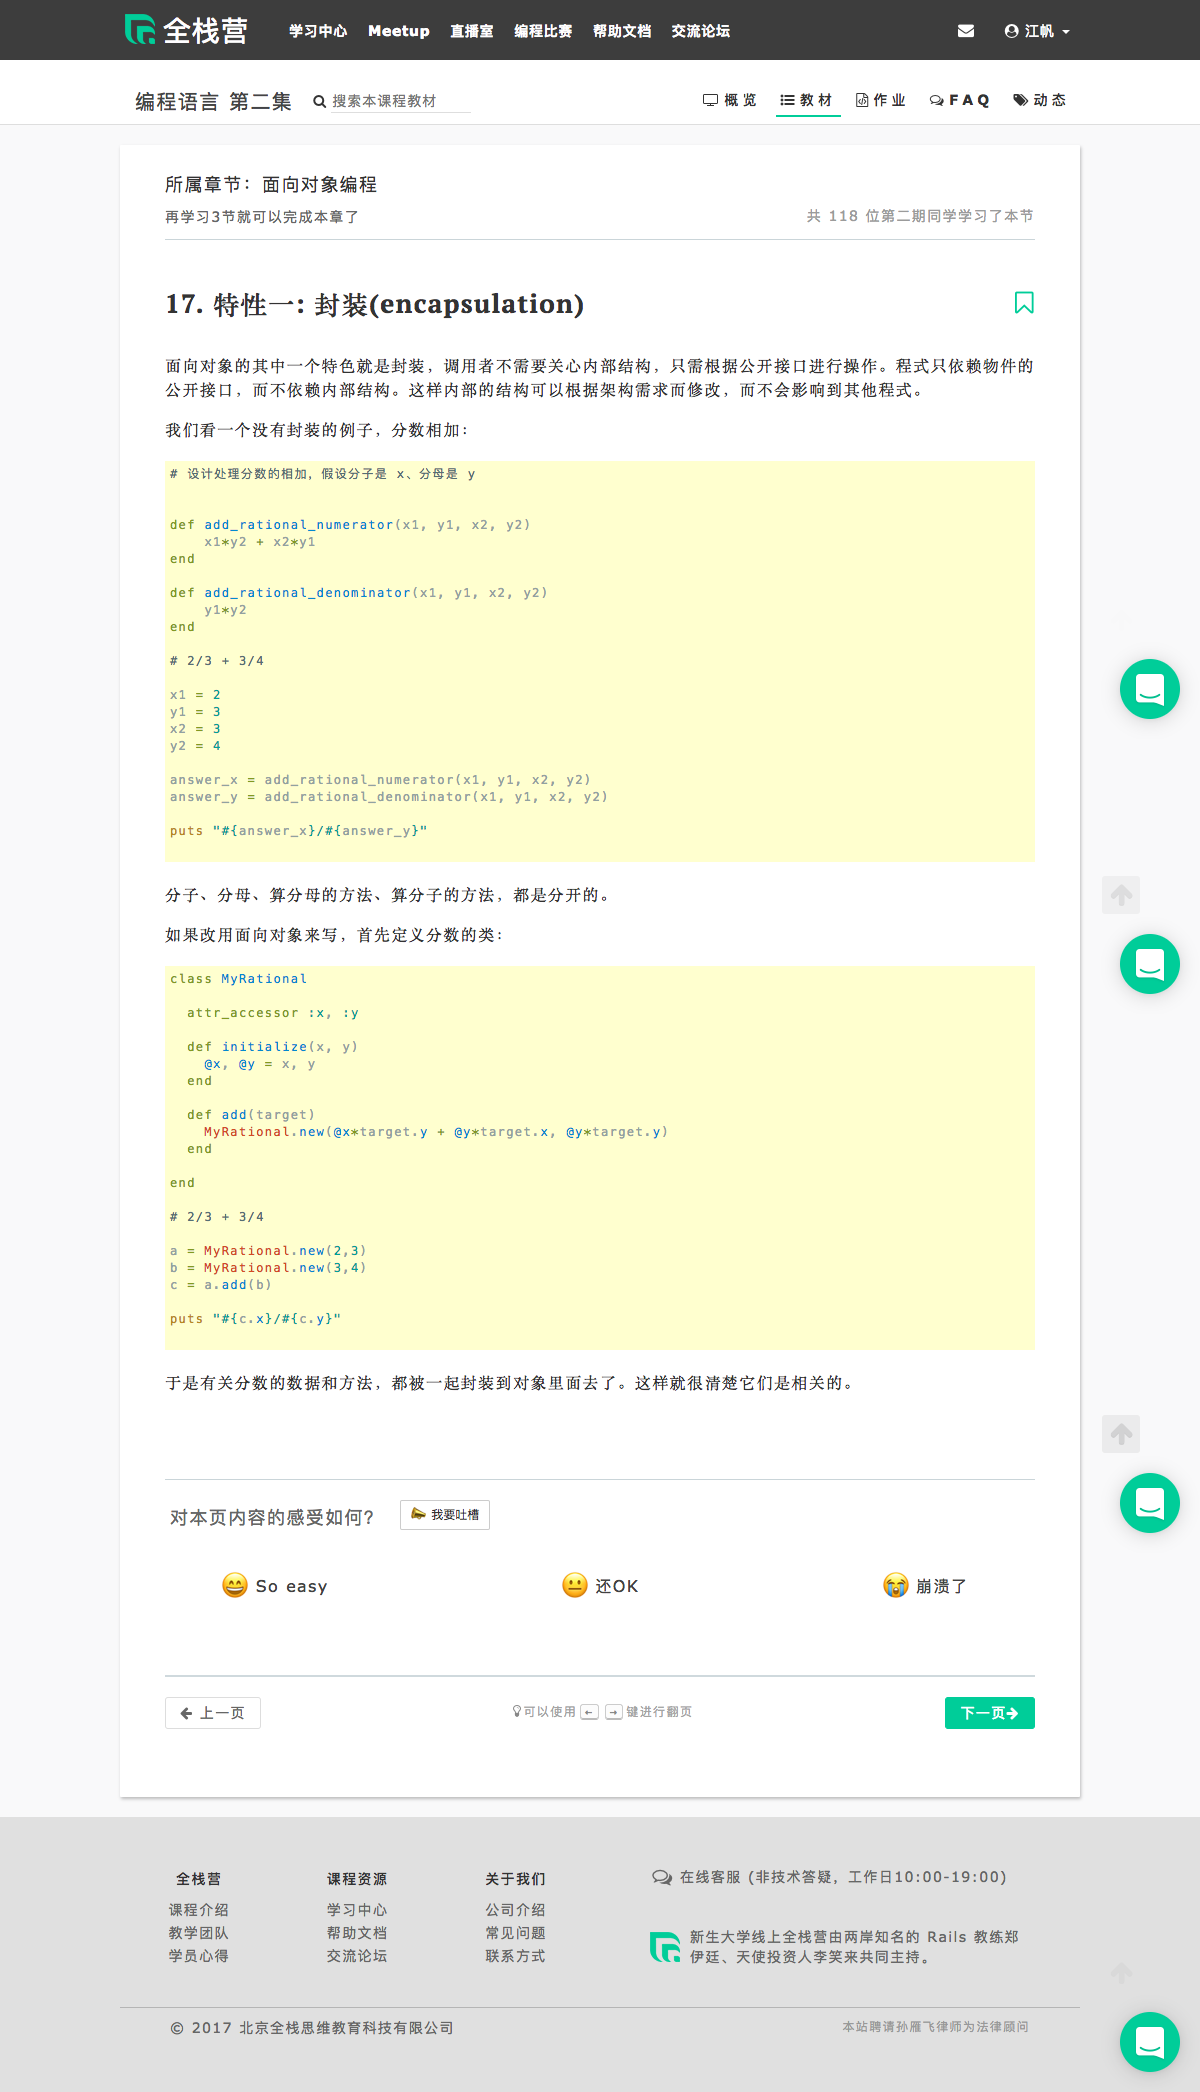 全栈营 学习中心 Meetup 直播室 编程比赛 帮助文档 交流论坛 江帆
编程语言 第二集 搜索本课程教材 概览 教材 作业 FAQ 动态
所属章节：面向对象编程
再学习3节就可以完成本章了 共 118 位第二期同学学习了本节
17. 特性一: 封装(encapsulation)
面向对象的其中一个特色就是封装，调用者不需要关心内部结构，只需根据公开接口进行操作。程式只依赖物件的
公开接口，而不依赖内部结构。这样内部的结构可以根据架构需求而修改，而不会影响到其他程式。
我们看一个没有封装的例子，分数相加：
# 设计处理分数的相加，假设分子是 x、分母是 y
def add_rational_numerator(x1, y1, x2, y2)
    x1*y2 + x2*y1
end
def add_rational_denominator(x1, y1, x2, y2)
    y1*y2
end
# 2/3 + 3/4
x1 = 2
y1 = 3
x2 = 3
y2 = 4
answer_x = add_rational_numerator(x1, y1, x2, y2)
answer_y = add_rational_denominator(x1, y1, x2, y2)
puts "#{answer_x}/#{answer_y}"
分子、分母、算分母的方法、算分子的方法，都是分开的。
如果改用面向对象来写，首先定义分数的类：
class MyRational
  attr_accessor :x, :y
  def initialize(x, y)
    @x, @y = x, y
  end
  def add(target)
    MyRational.new(@x*target.y + @y*target.x, @y*target.y)
  end
end
# 2/3 + 3/4
a = MyRational.new(2,3)
b = MyRational.new(3,4)
c = a.add(b)
puts "#{c.x}/#{c.y}"
于是有关分数的数据和方法，都被一起封装到对象里面去了。这样就很清楚它们是相关的。
对本页内容的感受如何? 我要吐槽
So easy 还OK 崩溃了
上一页 可以使用 ← → 键进行翻页 下一页
全栈营 课程资源 关于我们 在线客服 (非技术答疑，工作日10:00-19:00)
课程介绍 学习中心 公司介绍
教学团队 帮助文档 常见问题 新生大学线上全栈营由两岸知名的 Rails 教练郑
学员心得 交流论坛 联系方式 伊廷、天使投资人李笑来共同主持。
© 2017 北京全栈思维教育科技有限公司 本站聘请孙雁飞律师为法律顾问